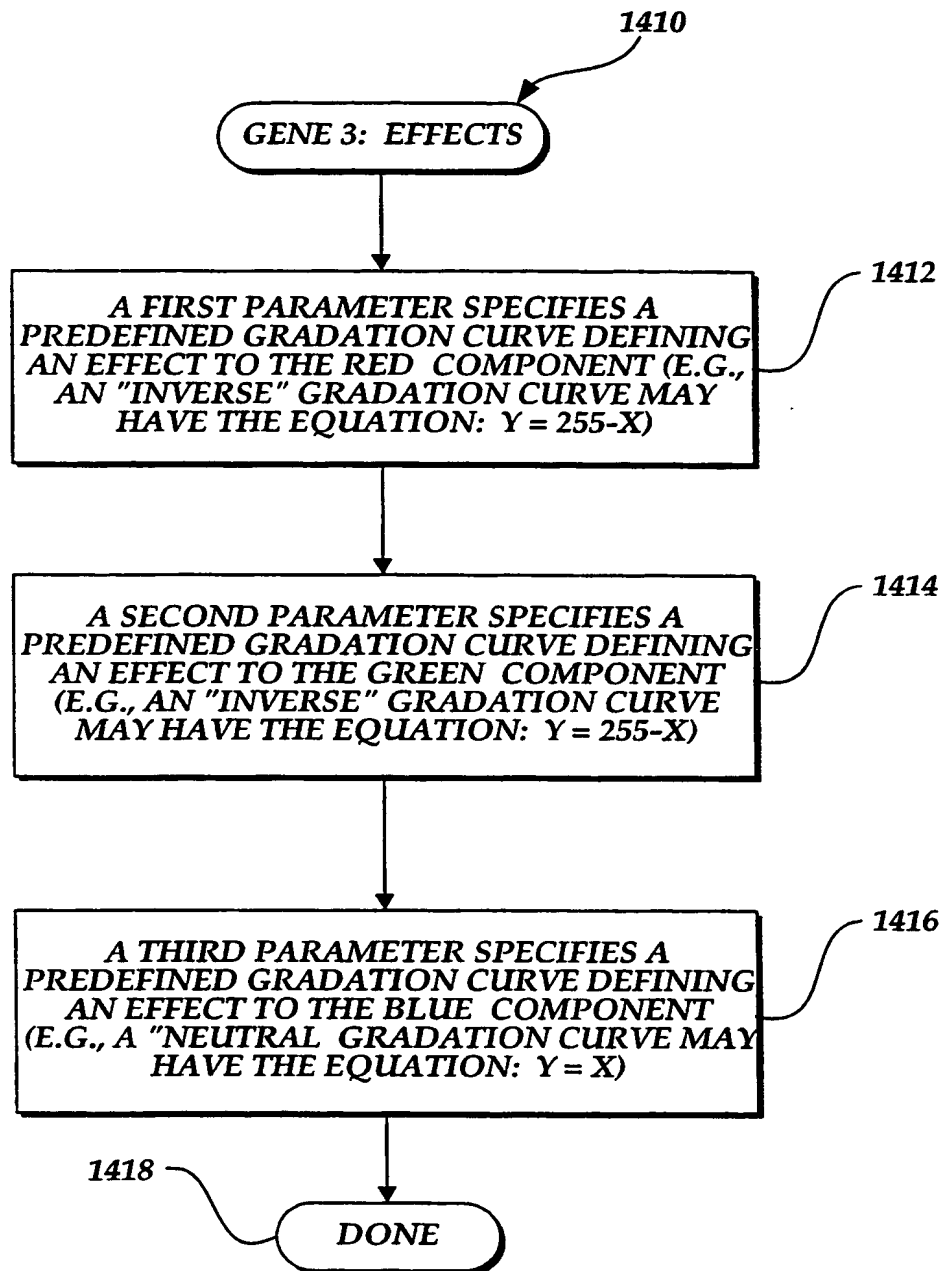 1410
GENE 3: EFFECTS
1412
A FIRST PARAMETER SPECIFIES A
PREDEFINED GRADATION CURVE DEFINING
AN EFFECT TO THE RED COMPONENT (E.G.,
AN "INVERSE" GRADATION CURVE MAY
HAVE THE EQUATION: Y = 255-X)
1414
A SECOND PARAMETER SPECIFIES A
PREDEFINED GRADATION CURVE DEFINING
AN EFFECT TO THE GREEN COMPONENT
(E.G., AN "INVERSE" GRADATION CURVE
MAY HAVE THE EQUATION: Y = 255-X)
1416
A THIRD PARAMETER SPECIFIES A
PREDEFINED GRADATION CURVE DEFINING
AN EFFECT TO THE BLUE COMPONENT
(E.G., A "NEUTRAL GRADATION CURVE MAY
HAVE THE EQUATION: Y = X)
1418
DONE